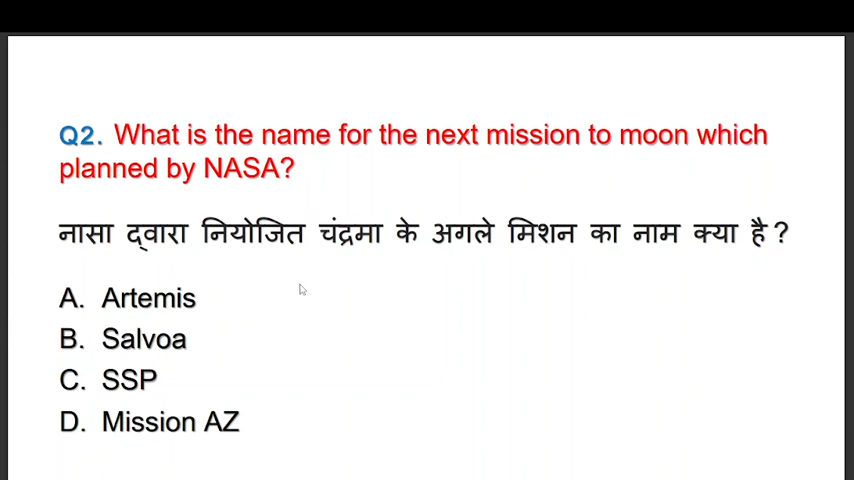 Q2. What is the name for the next mission to moon which
planned by NASA?
नासा द्वारा नियोजित चंद्रमा के अगले मिशन का नाम क्या है ?
A. Artemis
B. Salvoa
C. SSP
D. Mission AZ